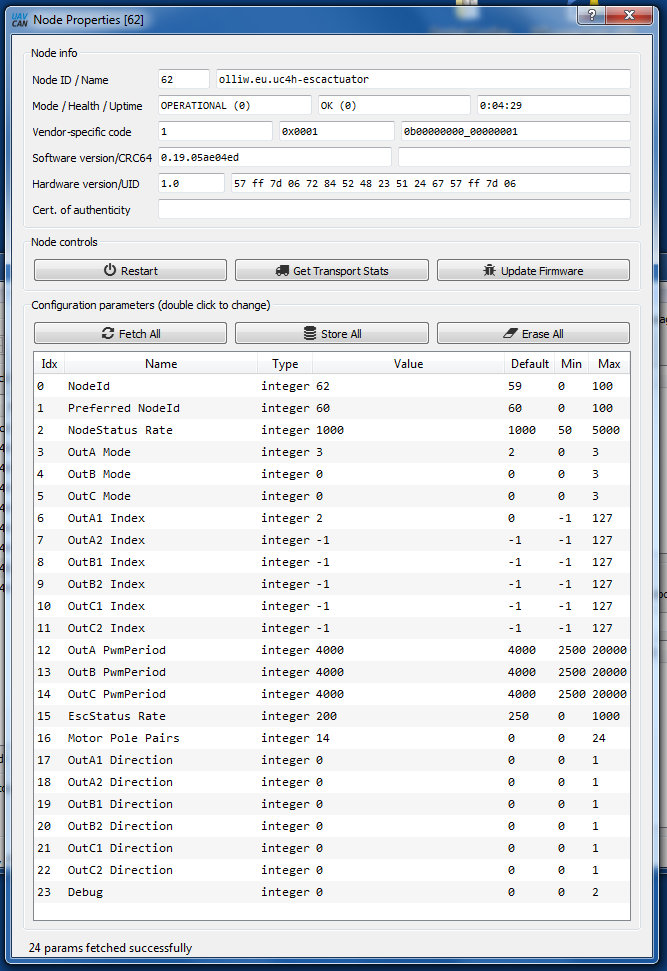 UAV CAN Node Properties [62] ?
Node info
Node ID / Name 62 olliw.eu.uc4h-escactuator
Mode / Health / Uptime OPERATIONAL (0) OK (0) 0:04:29
Vendor-specific code 1 0x0001 0b00000000_00000001
Software version/CRC64 0.19.05ae04ed
Hardware version/UID 1.0 57 ff 7d 06 72 84 52 48 23 51 24 67 57 ff 7d 06
Cert. of authenticity
Node controls
Restart Get Transport Stats Update Firmware
Configuration parameters (double click to change)
Fetch All Store All Erase All
Idx Name Type Value Default Min Max
0 NodeId integer 62 59 0 100
1 Preferred NodeId integer 60 60 0 100
2 NodeStatus Rate integer 1000 1000 50 5000
3 OutA Mode integer 3 2 0 3
4 OutB Mode integer 0 0 0 3
5 OutC Mode integer 0 0 0 3
6 OutA1 Index integer 2 0 -1 127
7 OutA2 Index integer -1 -1 -1 127
8 OutB1 Index integer -1 -1 -1 127
9 OutB2 Index integer -1 -1 -1 127
10 OutC1 Index integer -1 -1 -1 127
11 OutC2 Index integer -1 -1 -1 127
12 OutA PwmPeriod integer 4000 4000 2500 20000
13 OutB PwmPeriod integer 4000 4000 2500 20000
14 OutC PwmPeriod integer 4000 4000 2500 20000
15 EscStatus Rate integer 200 250 0 1000
16 Motor Pole Pairs integer 14 0 0 24
17 OutA1 Direction integer 0 0 0 1
18 OutA2 Direction integer 0 0 0 1
19 OutB1 Direction integer 0 0 0 1
20 OutB2 Direction integer 0 0 0 1
21 OutC1 Direction integer 0 0 0 1
22 OutC2 Direction integer 0 0 0 1
23 Debug integer 0 0 0 2
24 params fetched successfully